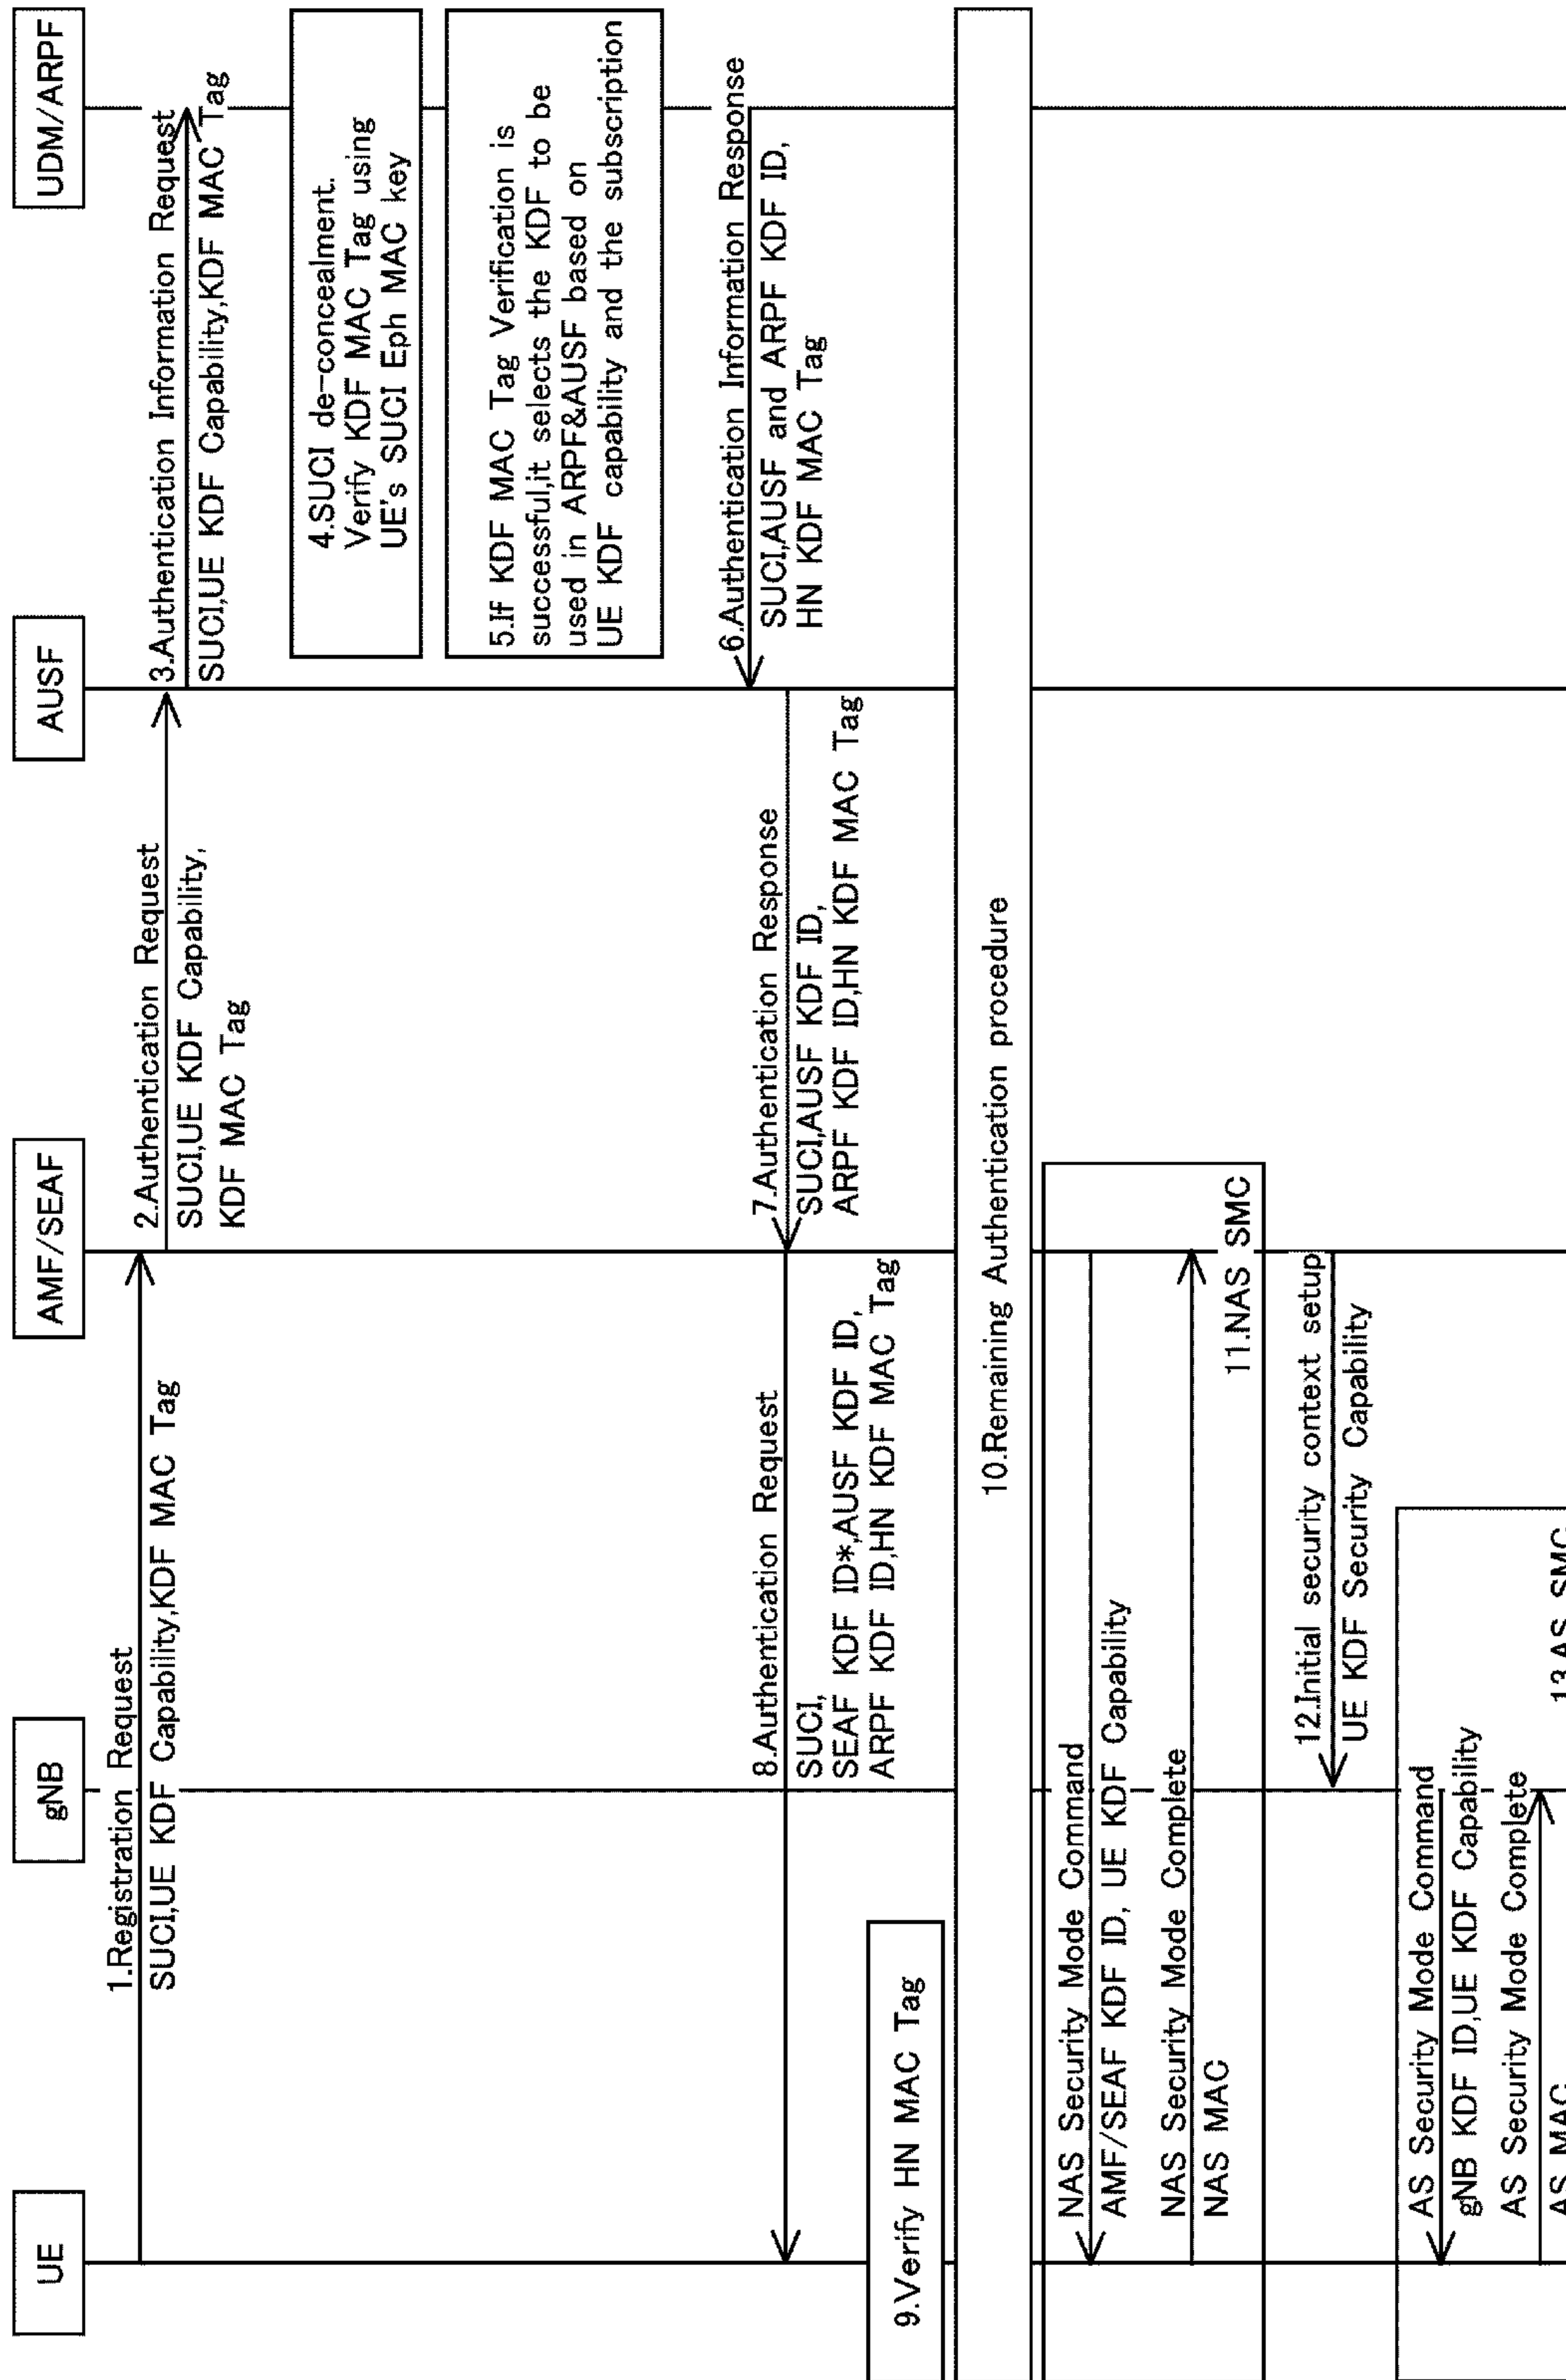 UE
gNB
AMF/SEAF
AUSF
UDM/ARPF
1.Registration Request
SUCI,UE KDF Capability,KDF MAC Tag
2.Authentication Request
SUCI,UE KDF Capability,
KDF MAC Tag
3.Authentication Information Request
SUCI,UE KDF Capability,KDF MAC Tag
4.SUCI de-concealment.
Verify KDF MAC Tag using
UE's SUCI Eph MAC key
5.If KDF MAC Tag Verification is
successful,it selects the KDF to be
used in ARPF&AUSF based on
UE KDF capability and the subscription
6.Authentication Information Response
SUCI,AUSF and ARPF KDF ID,
HN KDF MAC Tag
7.Authentication Response
SUCI,AUSF KDF ID,
ARPF KDF ID,HN KDF MAC Tag
8.Authentication Request
SUCI,
SEAF KDF ID*,AUSF KDF ID,
ARPF KDF ID,HN KDF MAC Tag
9.Verify HN MAC Tag
10.Remaining Authentication procedure
NAS Security Mode Command
AMF/SEAF KDF ID, UE KDF Capability
NAS Security Mode Complete
NAS MAC
11.NAS SMC
12.Initial security context setup
UE KDF Security Capability
AS Security Mode Command
gNB KDF ID,UE KDF Capability
AS Security Mode Complete
AS MAC
13.AS SMC